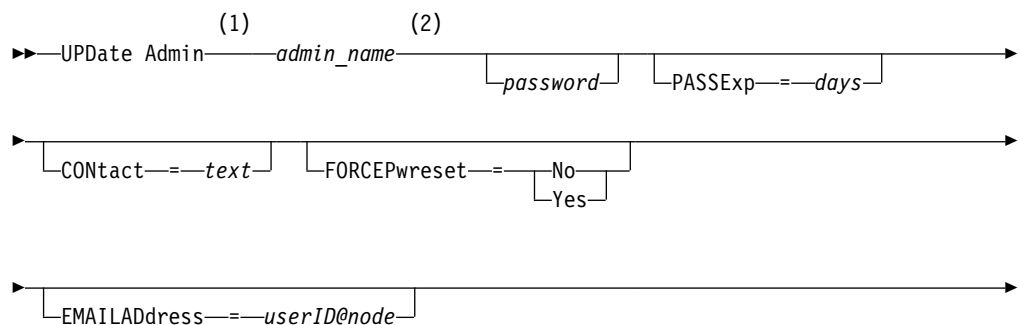 (1) (2)
UPDate Admin admin_name
password PASSExp = days
CONtact = text FORCEPwreset = No
Yes
EMAILADdress = userID@node